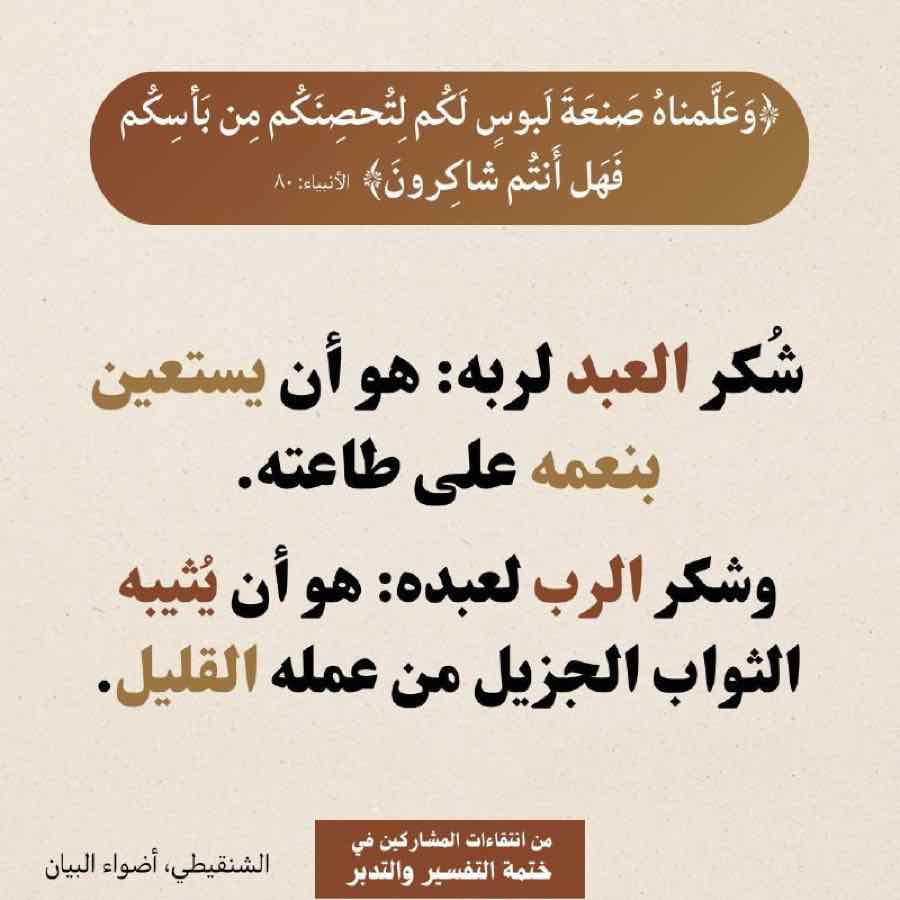 ﴿وَعَلَّمناهُ صَنعَةَ لَبوسٍ لَكُم لِتُحصِنَكُم مِن بَأسِكُم
فَهَل أَنتُم شاكِرونَ﴾ الأنبياء: ٨٠
شُكر العبد لربه: هو أن يستعين
بنعمه على طاعته.
وشكر الرب لعبده: هو أن يُثيبه
الثواب الجزيل من عمله القليل.
من انتقاءات المشاركين في
ختمة التفسير والتدبر
الشنقيطي، أضواء البيان